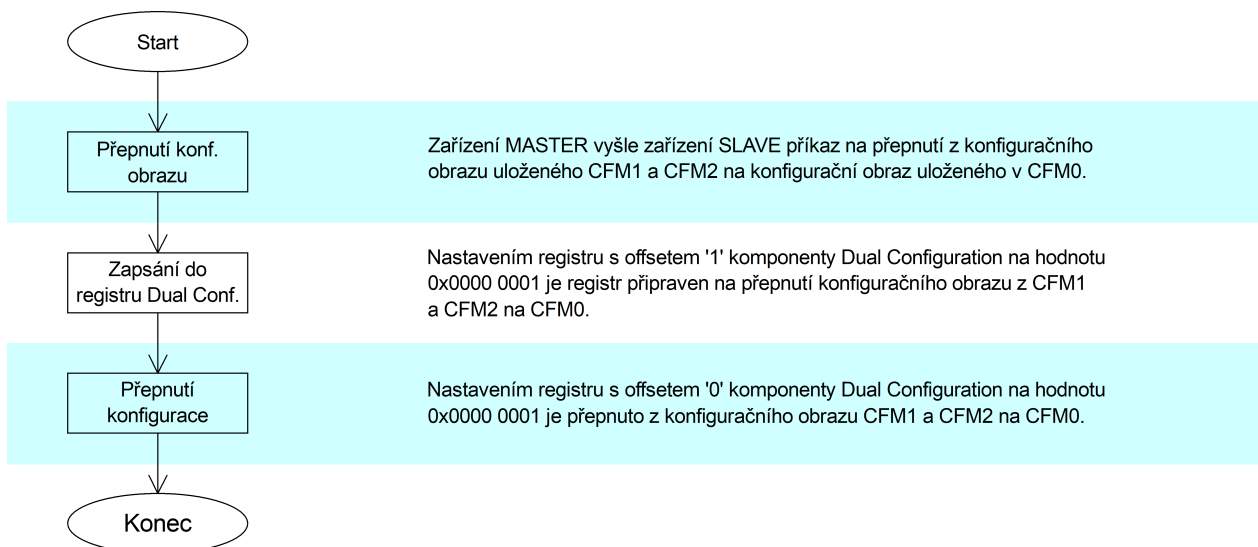 Start
Přepnutí konf.
obrazu
Zařízení MASTER vyšle zařízení SLAVE příkaz na přepnutí z konfiguračního
obrazu uloženého CFM1 a CFM2 na konfigurační obraz uloženého v CFM0.
Zapsání do
registru Dual Conf.
Nastavením registru s offsetem '1' komponenty Dual Configuration na hodnotu
0x0000 0001 je registr připraven na přepnutí konfiguračního obrazu z CFM1
a CFM2 na CFM0.
Přepnutí
konfigurace
Nastavením registru s offsetem '0' komponenty Dual Configuration na hodnotu
0x0000 0001 je přepnuto z konfiguračního obrazu CFM1 a CFM2 na CFM0.
Konec